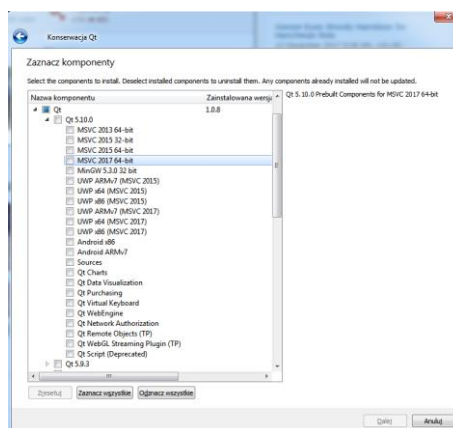 Konserwacja Qt
Zaznacz komponenty
Select the components to install. Deselect installed components to uninstall them. Any components already installed will not be updated.
Nazwa komponentu Zainstalowana wersja
Qt 5.10.0 Prebuilt Components for MSVC 2017 64-bit
Qt 1.0.8
Qt 5.10.0
MSVC 2013 64-bit
MSVC 2015 32-bit
MSVC 2015 64-bit
MSVC 2017 64-bit
MinGW 5.3.0 32 bit
UWP ARMv7 (MSVC 2015)
UWP x64 (MSVC 2015)
UWP x86 (MSVC 2015)
UWP ARMv7 (MSVC 2017)
UWP x64 (MSVC 2017)
UWP x86 (MSVC 2017)
Android x86
Android ARMv7
Sources
Qt Charts
Qt Data Visualization
Qt Purchasing
Qt Virtual Keyboard
Qt WebEngine
Qt Network Authorization
Qt Remote Objects (TP)
Qt WebGL Streaming Plugin (TP)
Qt Script (Deprecated)
Qt 5.9.3
Zresetuj Zaznacz wszystkie Odznacz wszystkie
Dalej Anuluj